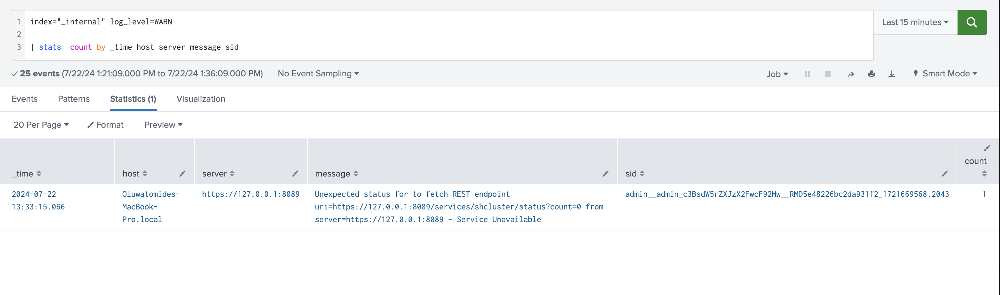 1 index="_internal" log_level=WARN
2
3 | stats  count by _time host server message sid
Last 15 minutes
25 events (7/22/24 1:21:09.000 PM to 7/22/24 1:36:09.000 PM) No Event Sampling
Job Smart Mode
Events Patterns Statistics (1) Visualization
20 Per Page Format Preview
_time host server message sid count
2024-07-22
13:33:15.066
Oluwatomides-
MacBook-
Pro.local
https://127.0.0.1:8089
Unexpected status for to fetch REST endpoint
uri=https://127.0.0.1:8089/services/shcluster/status?count=0 from
server=https://127.0.0.1:8089 - Service Unavailable
admin__admin_c3BsdW5rZXJzX2FwcF92Mw__RMD5e48226bc2da931f2_1721669568.2043
1